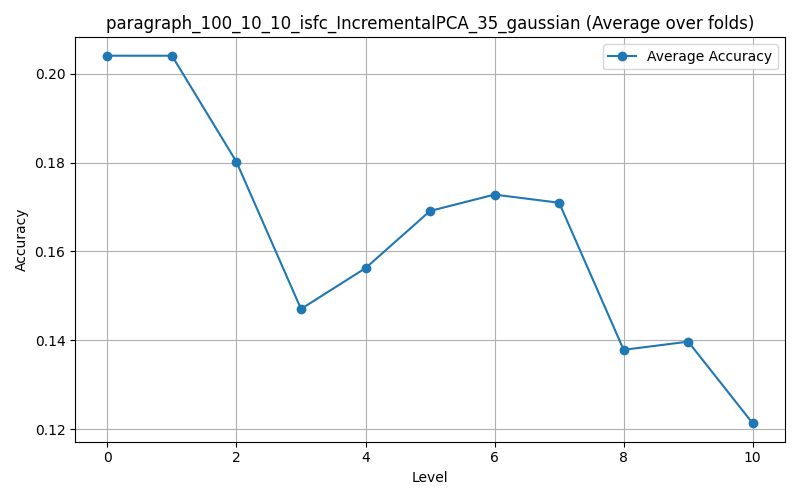 paragraph_100_10_10_isfc_IncrementalPCA_35_gaussian (Average over folds)
Average Accuracy
0.20
0.18
0.16
0.14
0.12
Accuracy
0 2 4 6 8 10
Level